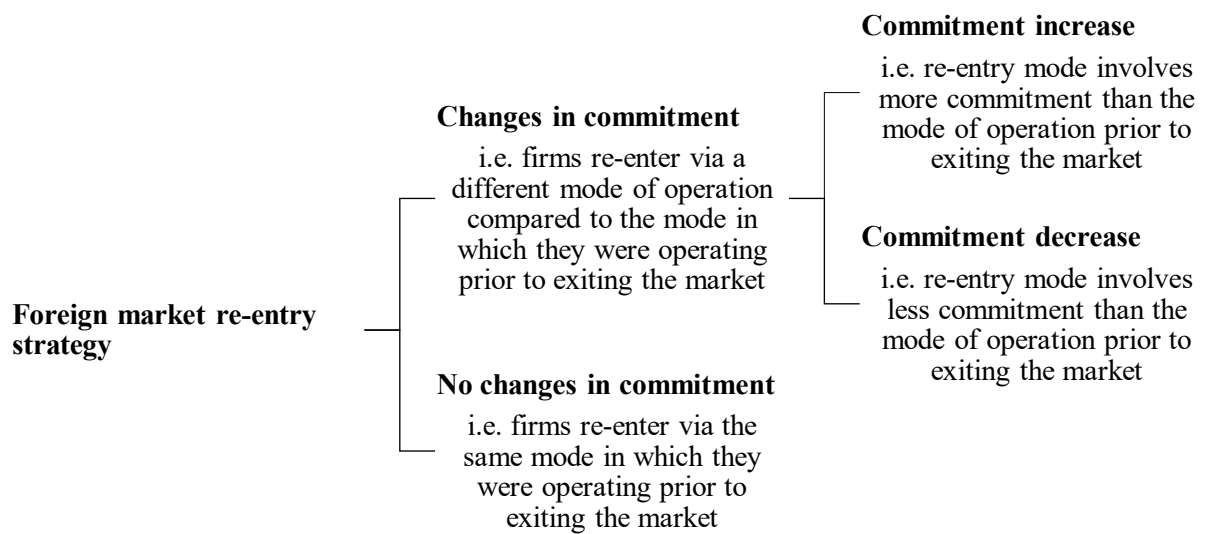 Foreign market re-entry
strategy
Changes in commitment
i.e. firms re-enter via a
different mode of operation
compared to the mode in
which they were operating
prior to exiting the market
Commitment increase
i.e. re-entry mode involves
more commitment than the
mode of operation prior to
exiting the market
Commitment decrease
i.e. re-entry mode involves
less commitment than the
mode of operation prior to
exiting the market
No changes in commitment
i.e. firms re-enter via the
same mode in which they
were operating prior to
exiting the market